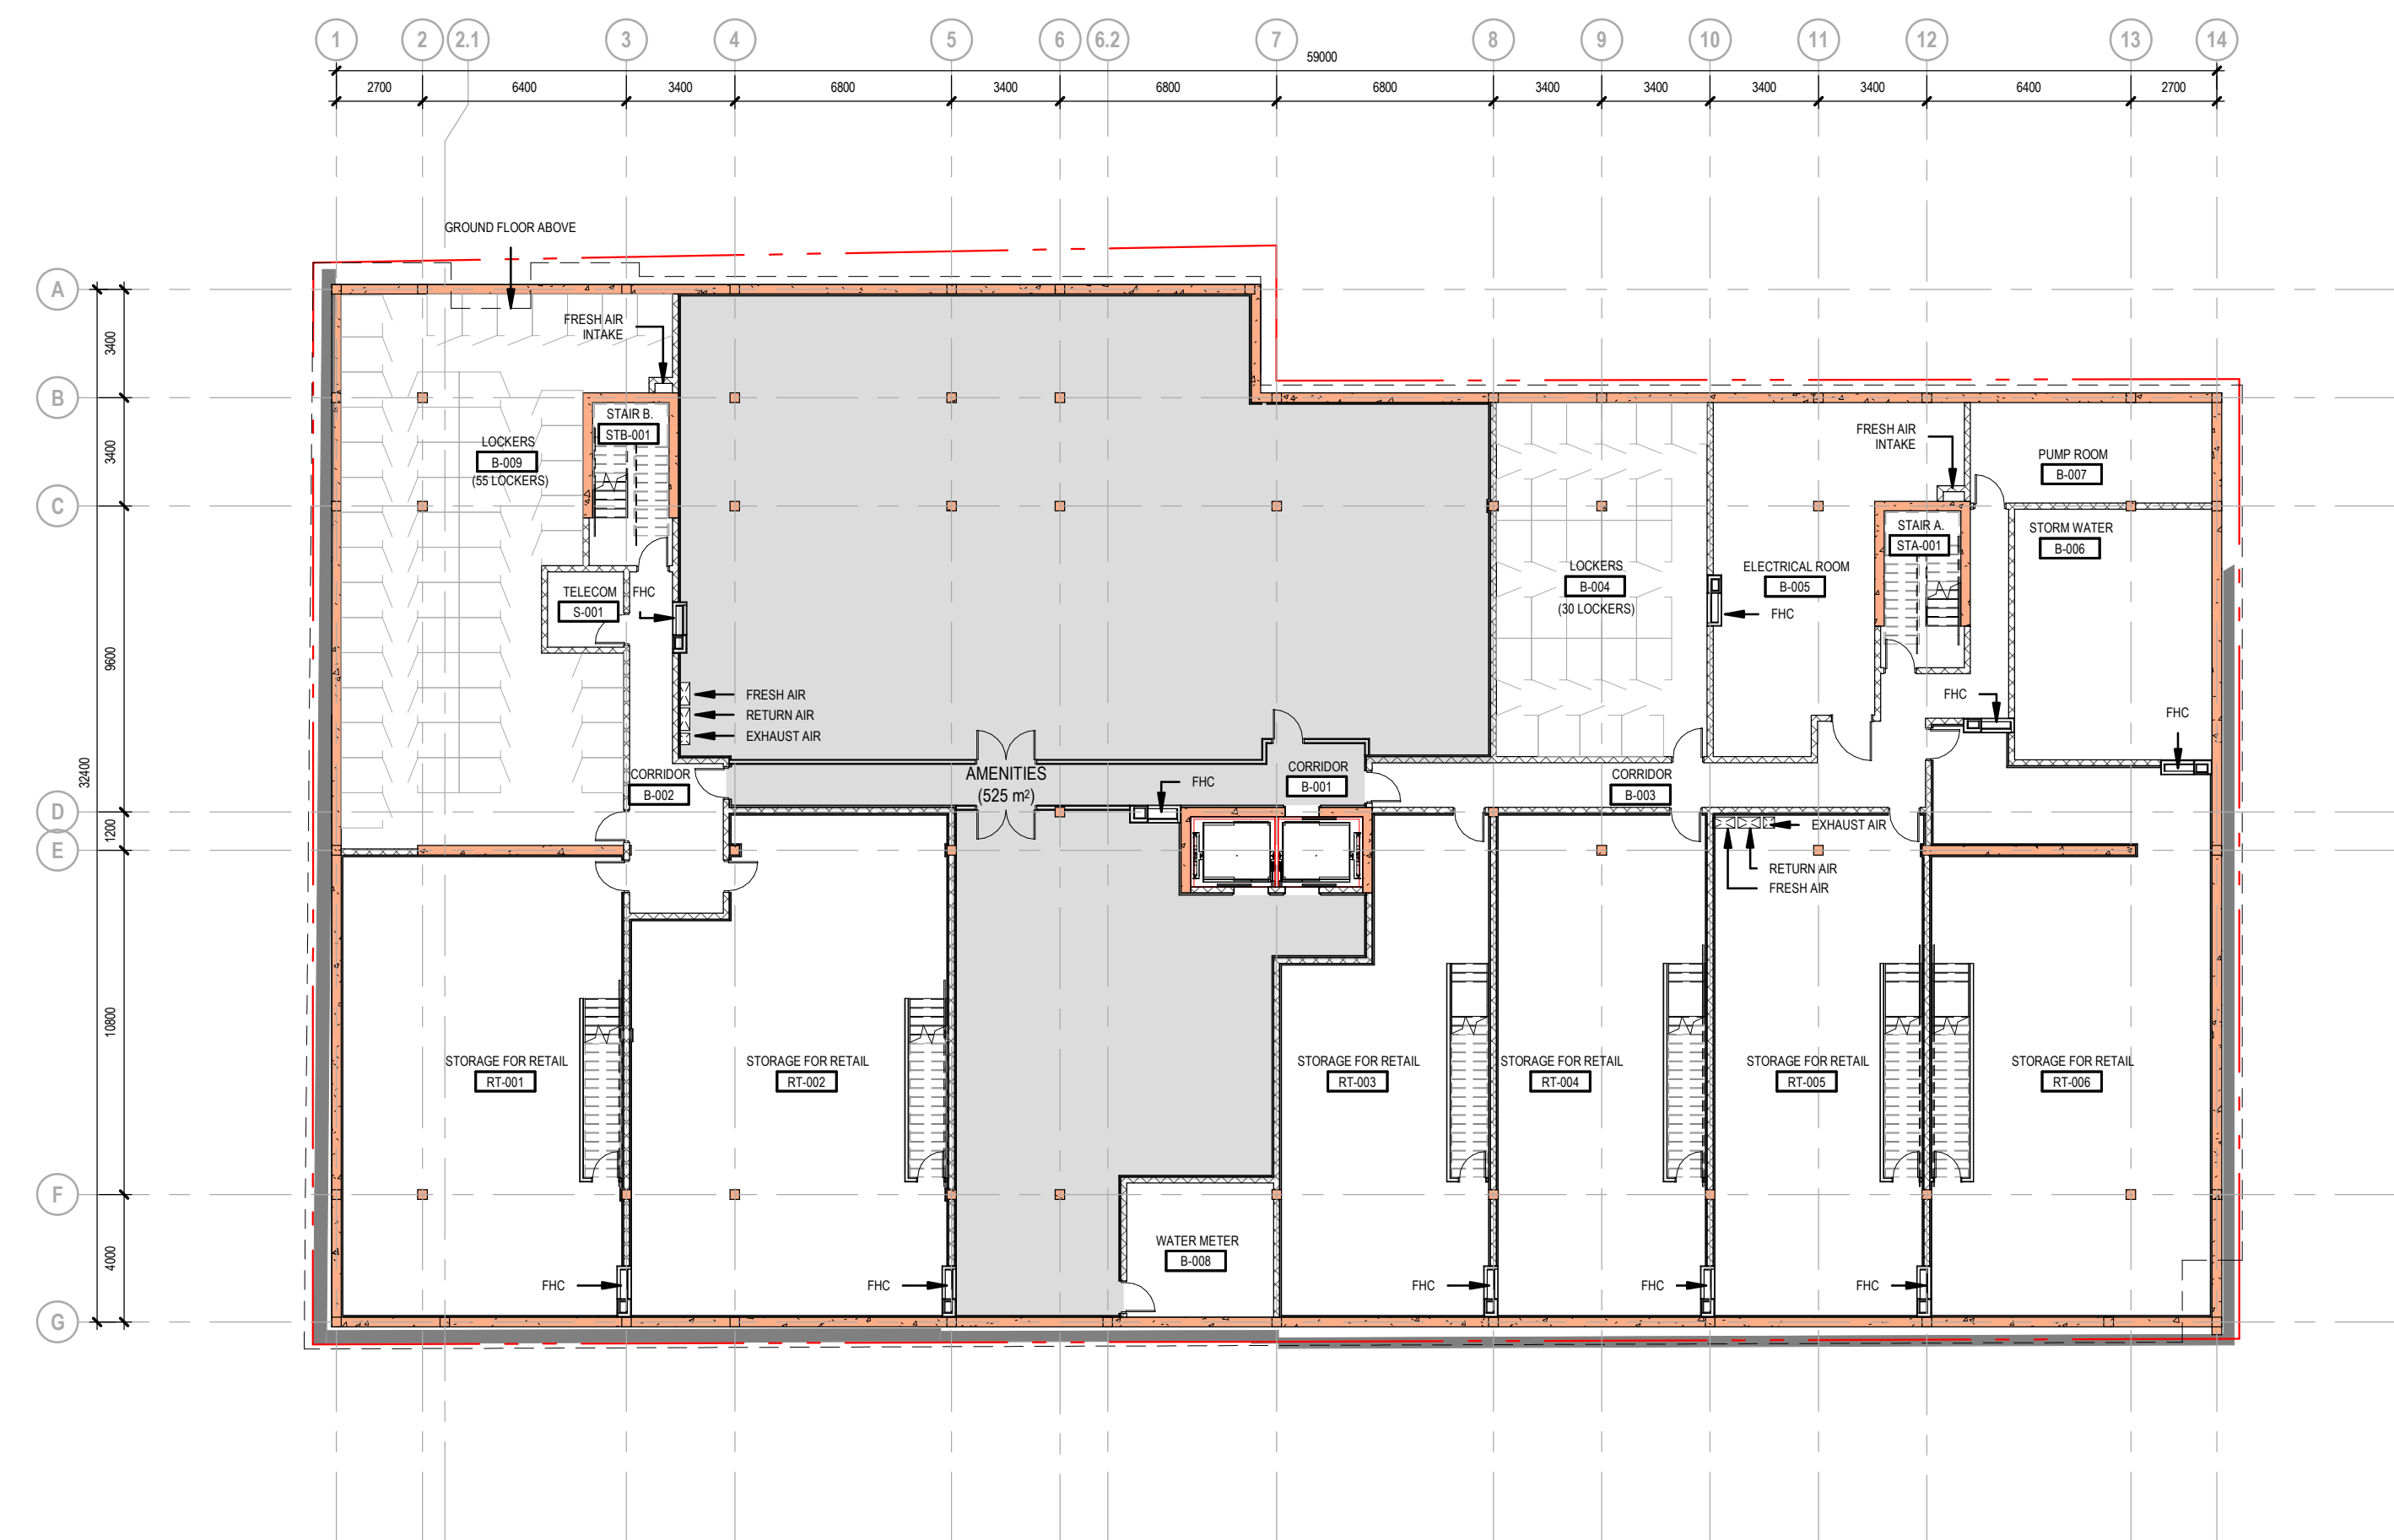 1 2 2.1 3 4 5 6 6.2 7 8 9 10 11 12 13 14
59000
2700 6400 3400 6800 3400 6800 6800 3400 3400 3400 3400 6400 2700
GROUND FLOOR ABOVE
A
B
C
D
E
F
G
3400
3400
9600
32400
1200
10800
4000
FRESH AIR
INTAKE
STAIR B.
STB-001
LOCKERS
B-009
(55 LOCKERS)
TELECOM
S-001
FHC
FRESH AIR
RETURN AIR
EXHAUST AIR
CORRIDOR
B-002
AMENITIES
(525 m²)
FHC
CORRIDOR
B-001
LOCKERS
B-004
(30 LOCKERS)
ELECTRICAL ROOM
B-005
FHC
FRESH AIR
INTAKE
PUMP ROOM
B-007
STAIR A.
STA-001
STORM WATER
B-006
FHC
FHC
CORRIDOR
B-003
EXHAUST AIR
RETURN AIR
FRESH AIR
STORAGE FOR RETAIL
RT-001
STORAGE FOR RETAIL
RT-002
STORAGE FOR RETAIL
RT-003
STORAGE FOR RETAIL
RT-004
STORAGE FOR RETAIL
RT-005
STORAGE FOR RETAIL
RT-006
WATER METER
B-008
FHC
FHC
FHC
FHC
FHC